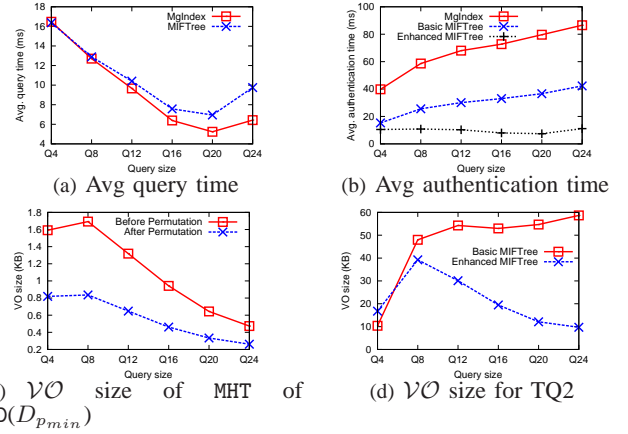 18
16
14
12
10
8
6
4
Avg. query time (ms)
MgIndex
MIFTree
Q4 Q8 Q12 Q16 Q20 Q24
Query size
(a) Avg query time
100
80
60
40
20
0
Avg. authentication time (ms)
MgIndex
Basic MIFTree
Enhanced MIFTree
Q4 Q8 Q12 Q16 Q20 Q24
Query size
(b) Avg authentication time
1.8
1.6
1.4
1.2
1
0.8
0.6
0.4
0.2
VO size (KB)
Before Permutation
After Permutation
Q4 Q8 Q12 Q16 Q20 Q24
Query size
) VO size of MHT of
(D_{p_{min}})
60
50
40
30
20
10
0
VO size (KB)
Basic MIFTree
Enhanced MIFTree
Q4 Q8 Q12 Q16 Q20 Q24
Query size
(d) VO size for TQ2